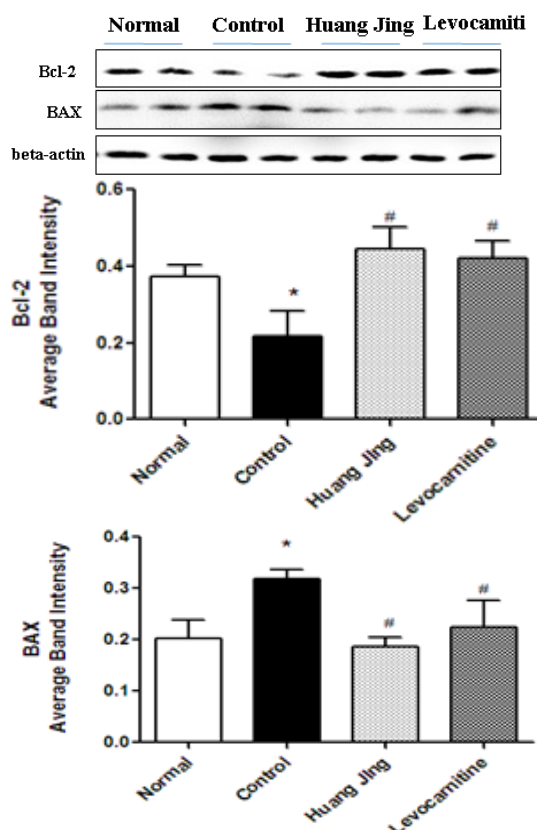 Normal Control Huang Jing Levocamiti
Bcl-2
BAX
beta-actin
Bcl-2
Average Band Intensity
0.6
0.4
0.2
0.0
*
#
#
Normal
Control
Huang Jing
Levocarnitine
BAX
Average Band Intensity
0.4
0.3
0.2
0.1
0.0
*
#
#
Normal
Control
Huang Jing
Levocarnitine